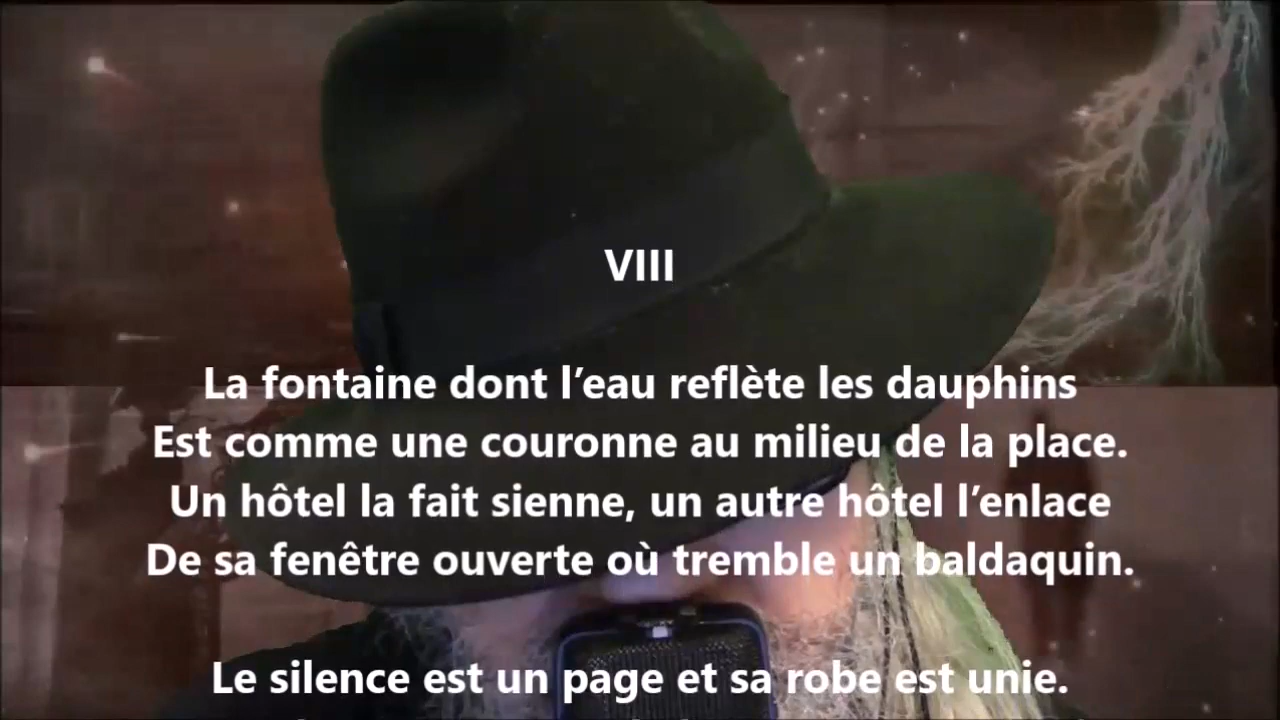 VIII
La fontaine dont l’eau reflète les dauphins
Est comme une couronne au milieu de la place.
Un hôtel la fait sienne, un autre hôtel l’enlace
De sa fenêtre ouverte où tremble un baldaquin.
Le silence est un page et sa robe est unie.